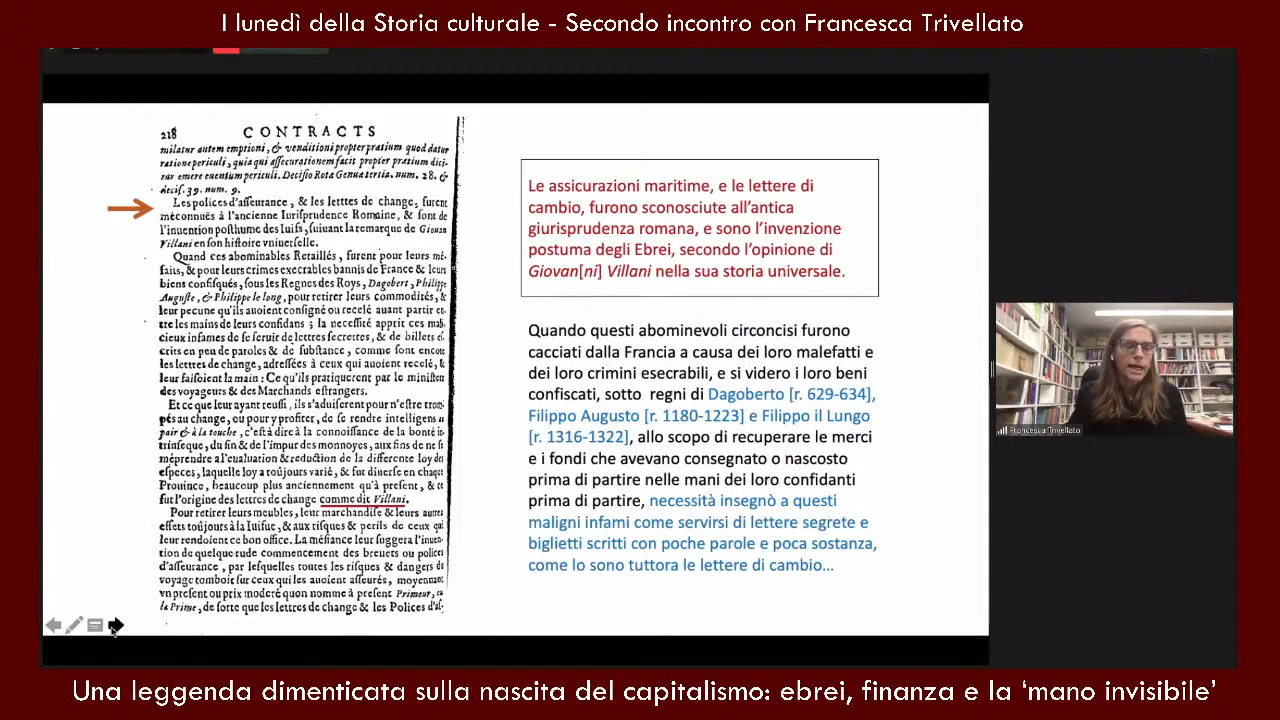 I lunedì della Storia culturale - Secondo incontro con Francesca Trivellato
218 CONTRACTS
militatur autem emptioni, & venditioni propter pratium quod datur
ratione periculi, quia qui assecurationem facit propter pratium dici-
tur emere euentum periculi. Decisio Rota Genua tertia. num. 28. &
decis. 39. num. 9.
Les polices d'asseurance, & les lettres de change, furent
méconnuës à l'ancienne Iurisprudence Romaine, & sont de
l'inuention posthume des Iuifs, suiuant la remarque de Giouan
Villani en son histoire vniuerselle.
Quand ces abominables Retaillés, furent pour leurs mé-
faits, & pour leurs crimes execrables bannis de France & leurs
biens confisqués, sous les Regnes des Roys, Dagobert, Philippe
Auguste, & Philippe le long, pour retirer leurs commodités, &
leur pecune qu'ils auoient consigné ou recelé auant partir en-
tre les mains de leurs confidans; la necessité apprit ces mali-
cieux infames de se seruir de lettres secrettes, & de billets es-
crits en peu de paroles & de substance, comme sont encore
les lettres de change, adressées à ceux qui auoient recelé, &
leur faisoient la main: Ce qu'ils pratiquerent par le ministere
des voyageurs & des Marchands estrangers.
Et ce que leur ayant reussi, ils s'aduiserent pour n'estre trom-
pés au change, ou pour y profiter, de se rendre intelligens au
pair & à la touche, c'est à dire à la connoissance de la bonté in-
trinseque, du fin & de l'impur des monnoyes, aux fins de ne se
méprendre à l'eualuation & reduction de la difference loy des
especes, laquelle loy a toûjours varié, & fut diuerse en chaque
Prouince, beaucoup plus anciennement qu'à présent, & ce
fut l'origine des lettres de change comme dit Villani.
Pour retirer leurs meubles, leur marchandise & leurs autres
effets toûjours à la Iuifue, & aux risques & perils de ceux qui
leur rendoient ce bon office. La méfiance leur suggera l'inuen-
tion de quelque rude commencement des breuets ou polices
d'asseurance, par lesquelles toutes les risques & dangers du
voyage tomboit sur ceux qui les auoient asseurés, moyennant
vn present ou prix moderé quon nomme à présent Primeur, ou
la Prime, de sorte que les lettres de change & les Polices d'as-
Le assicurazioni maritime, e le lettere di
cambio, furono sconosciute all'antica
giurisprudenza romana, e sono l'invenzione
postuma degli Ebrei, secondo l'opinione di
Giovan[ni] Villani nella sua storia universale.
Quando questi abominevoli circoncisi furono
cacciati dalla Francia a causa dei loro malefatti e
dei loro crimini esecrabili, e si videro i loro beni
confiscati, sotto regni di Dagoberto [r. 629-634],
Filippo Augusto [r. 1180-1223] e Filippo il Lungo
[r. 1316-1322], allo scopo di recuperare le merci
e i fondi che avevano consegnato o nascosto
prima di partire nelle mani dei loro confidanti
prima di partire, necessità insegnò a questi
maligni infami come servirsi di lettere segrete e
biglietti scritti con poche parole e poca sostanza,
come lo sono tuttora le lettere di cambio...
Francesca Trivellato
Una leggenda dimenticata sulla nascita del capitalismo: ebrei, finanza e la 'mano invisibile'